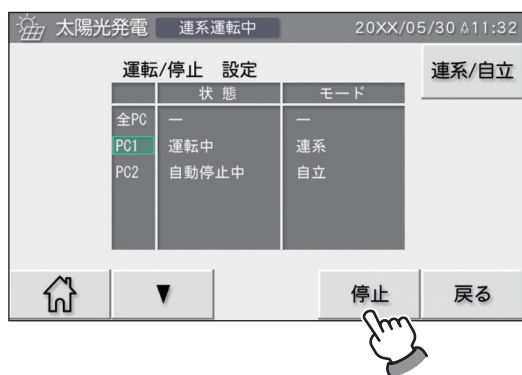 太陽光発電 連系運転中 20XX/05/30 11:32
運転/停止 設定 連系/自立
状態 モード
全PC ー ー
PC1 運転中 連系
PC2 自動停止中 自立
▼ 停止 戻る